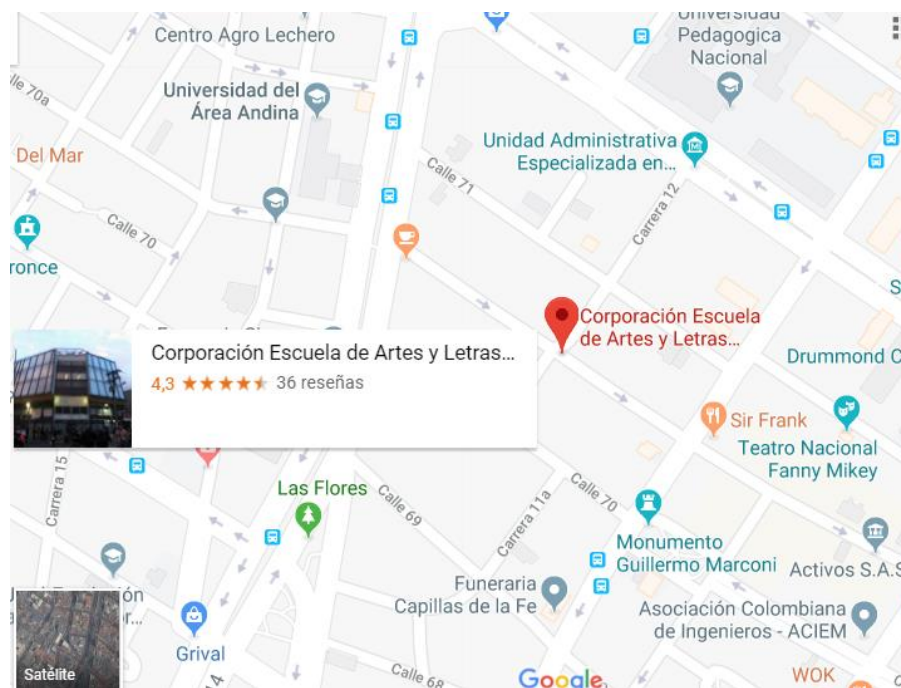 Universidad
Pedagogica
Nacional
Centro Agro Lechero
Universidad del
Área Andina
alle 70a
Unidad Administrativa
Especializada en...
Del Mar
Calle 71
Carrera 12
Calle 70
ronce
S
Corporación Escuela
de Artes y Letras...
Corporación Escuela de Artes y Letras...
4,3
36 reseñas
Drummond C
Sir Frank
Teatro Nacional
Fanny Mikey
Carrera 15
Las Flores
Calle 69
Carrera 11a
Calle 70
Monumento
Guillermo Marconi
Activos S.A.S
Funeraria
Capillas de la Fe
Asociación Colombiana
de Ingenieros - ACIEM
Grival
Satélite
14
Calle 68
Google
WOK